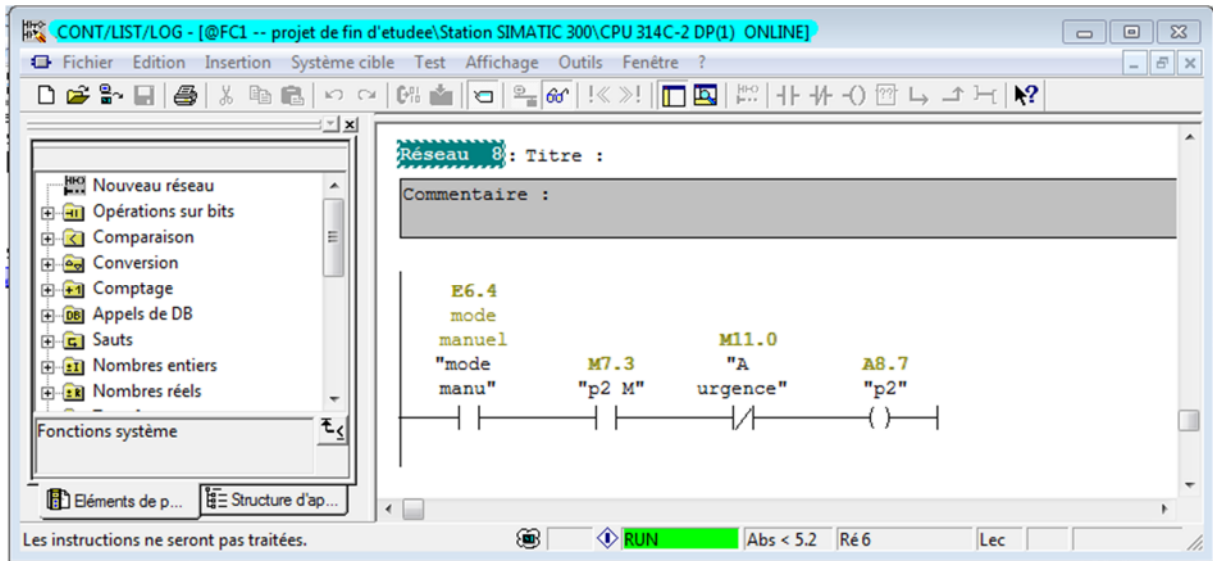 CONT/LIST/LOG - [@FC1 -- projet de fin d'etudee\Station SIMATIC 300\CPU 314C-2 DP(1) ONLINE]
Fichier Edition Insertion Système cible Test Affichage Outils Fenêtre ?
Nouveau réseau
Opérations sur bits
Comparaison
Conversion
Comptage
Appels de DB
Sauts
Nombres entiers
Nombres réels
Fonctions système
Eléments de p...
Structure d'ap...
Réseau 8: Titre :
Commentaire :
E6.4
mode
manuel M11.0
"mode M7.3 "A A8.7
manu" "p2 M" urgence" "p2"
Les instructions ne seront pas traitées. RUN Abs < 5.2 Ré 6 Lec